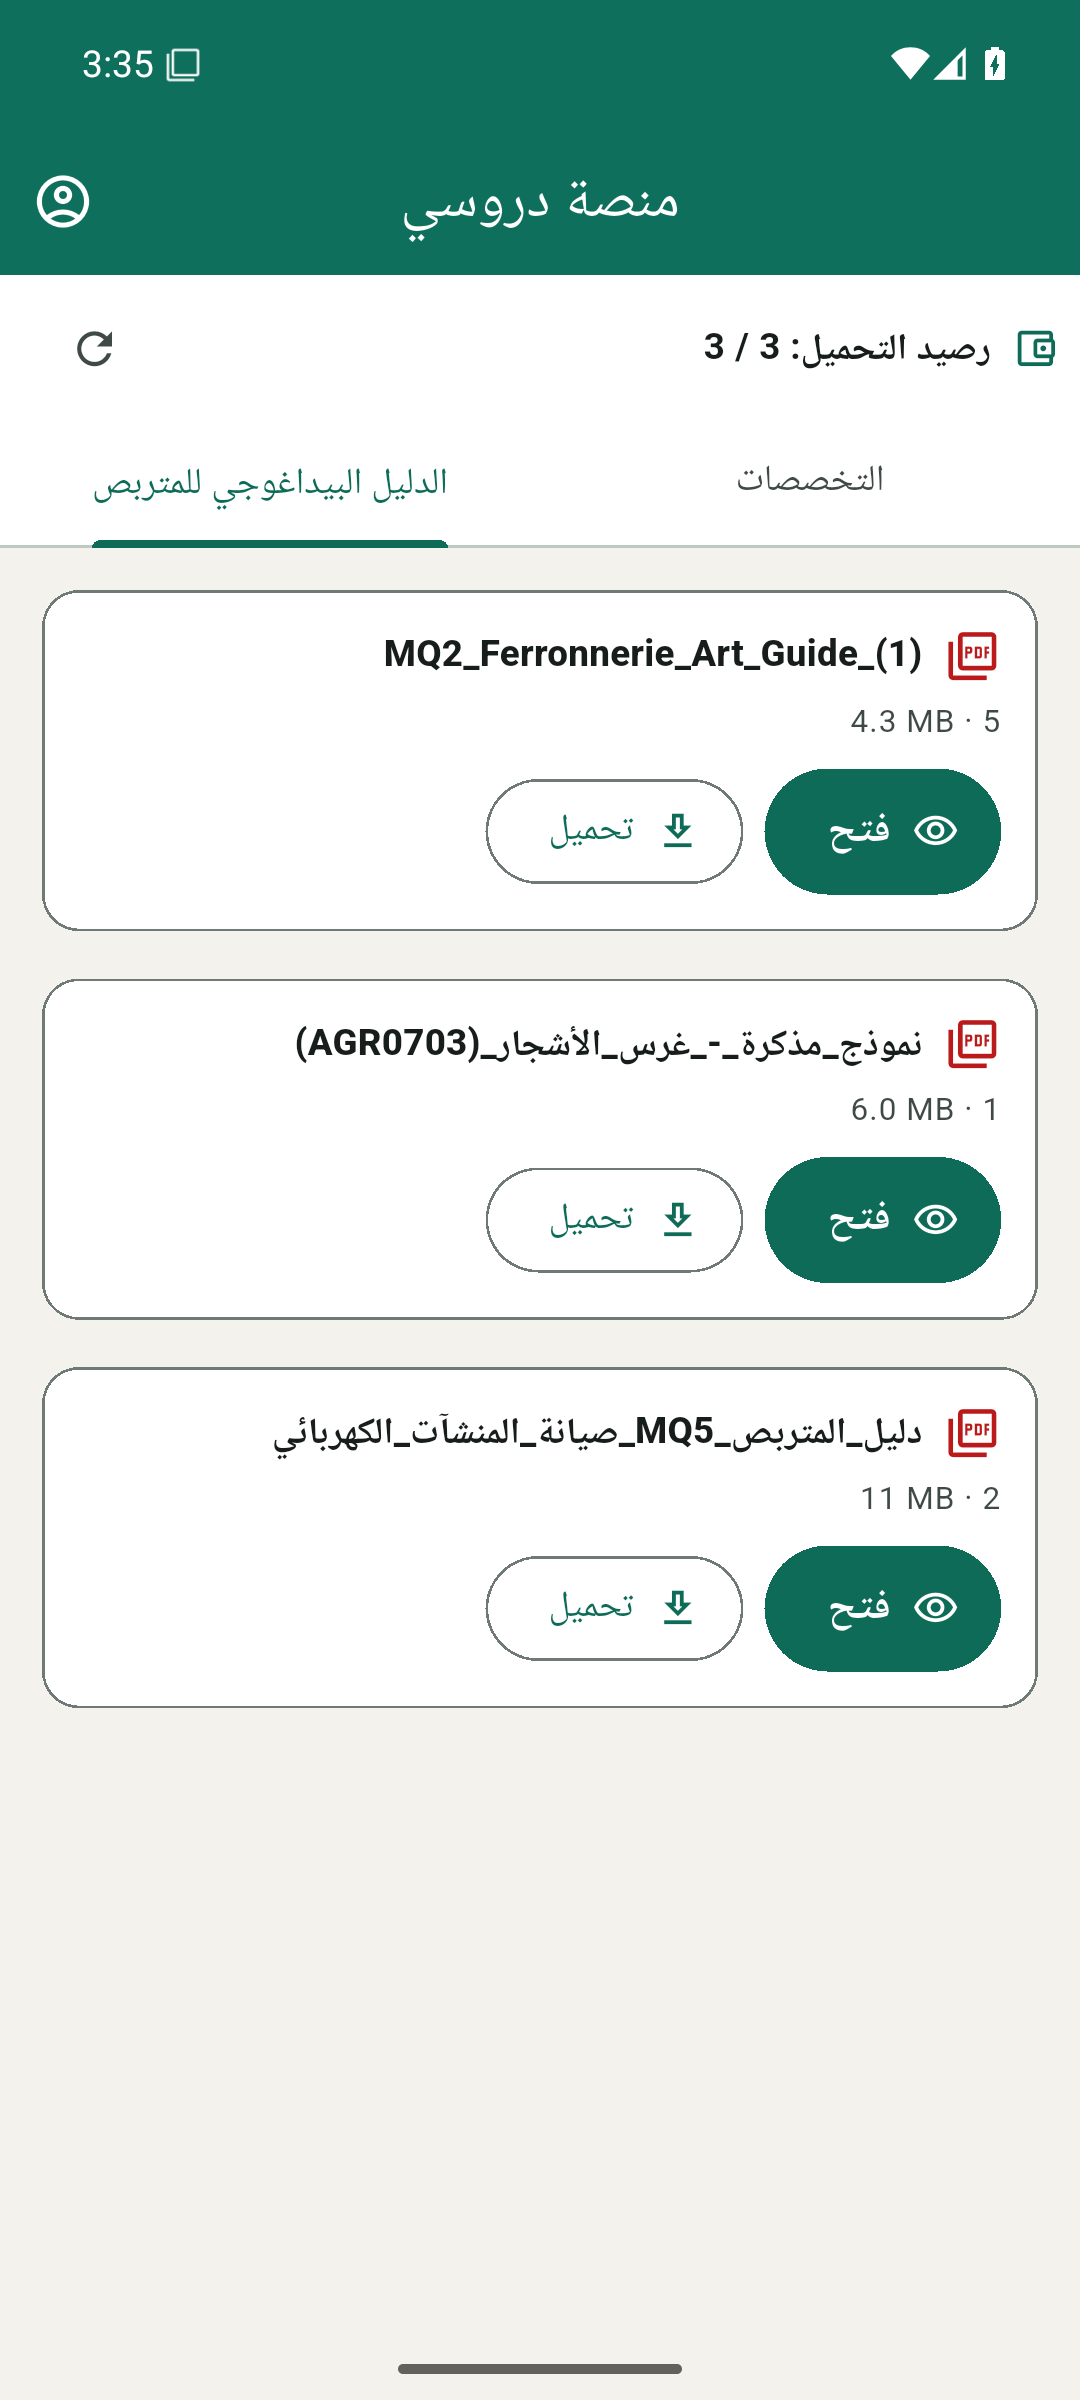 3:35
منصة دروسي
رصيد التحميل: 3 / 3
التخصصات
الدليل البيداغوجي للمتربص
MQ2_Ferronnerie_Art_Guide_(1)
PDF
4.3 MB · 5
فتح
تحميل
نموذج_مذكرة_-_غرس_الأشجار_(AGR0703)
PDF
6.0 MB · 1
فتح
تحميل
دليل_المتربص_MQ5_صيانة_المنشآت_الكهربائي
PDF
11 MB · 2
فتح
تحميل